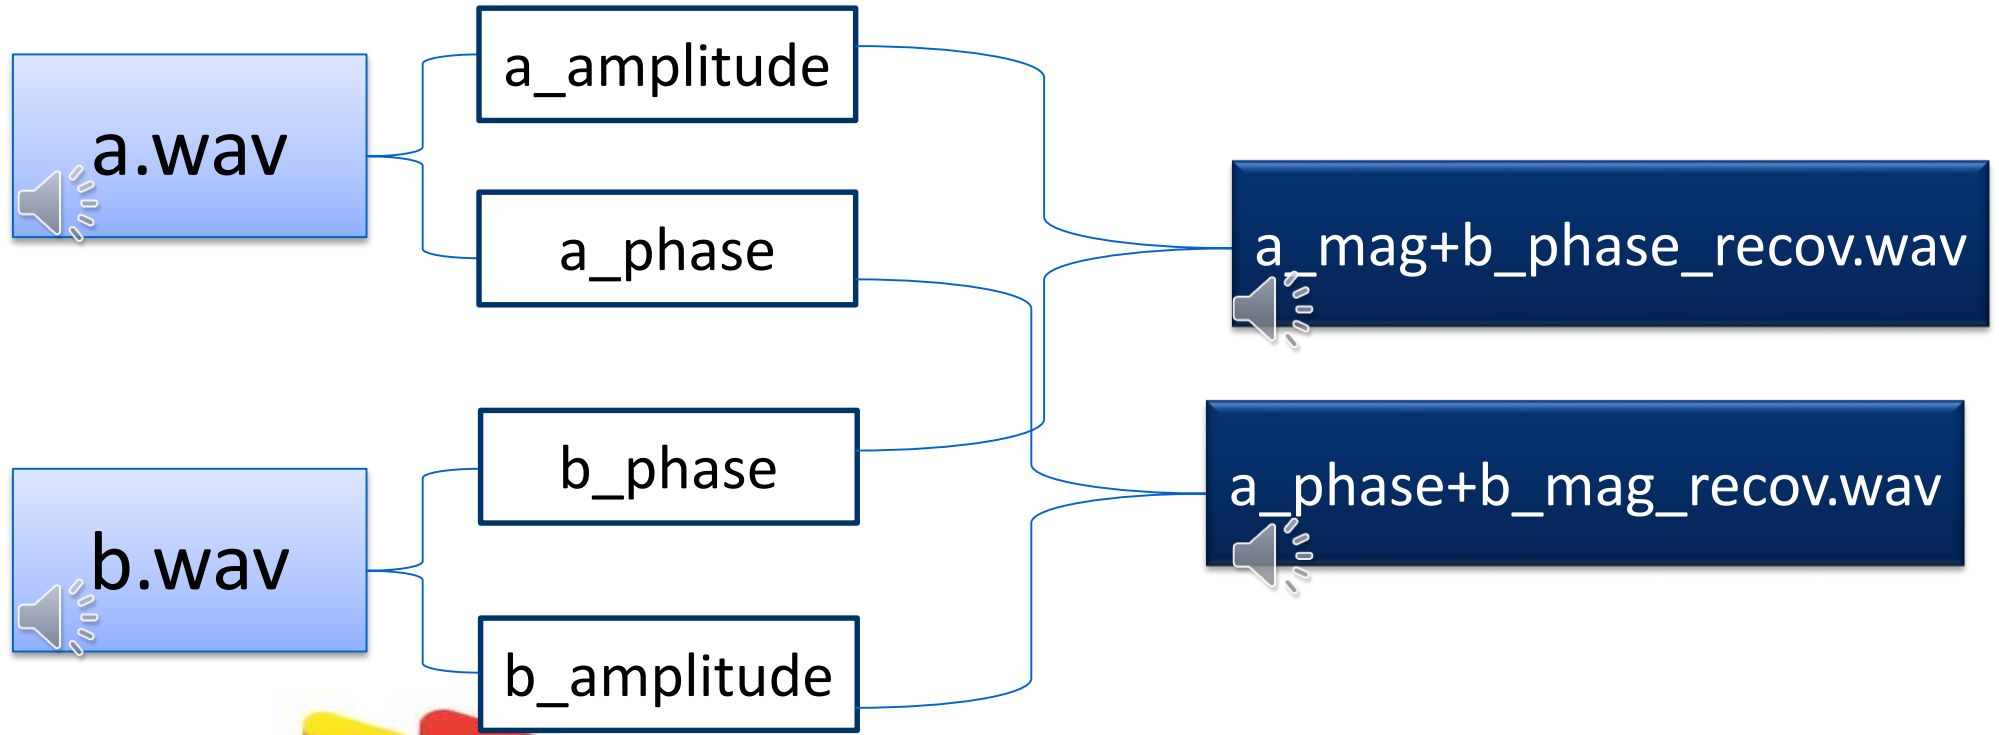 a.wav
a_amplitude
a_phase
b.wav
b_phase
b_amplitude
a_mag+b_phase_recov.wav
a_phase+b_mag_recov.wav